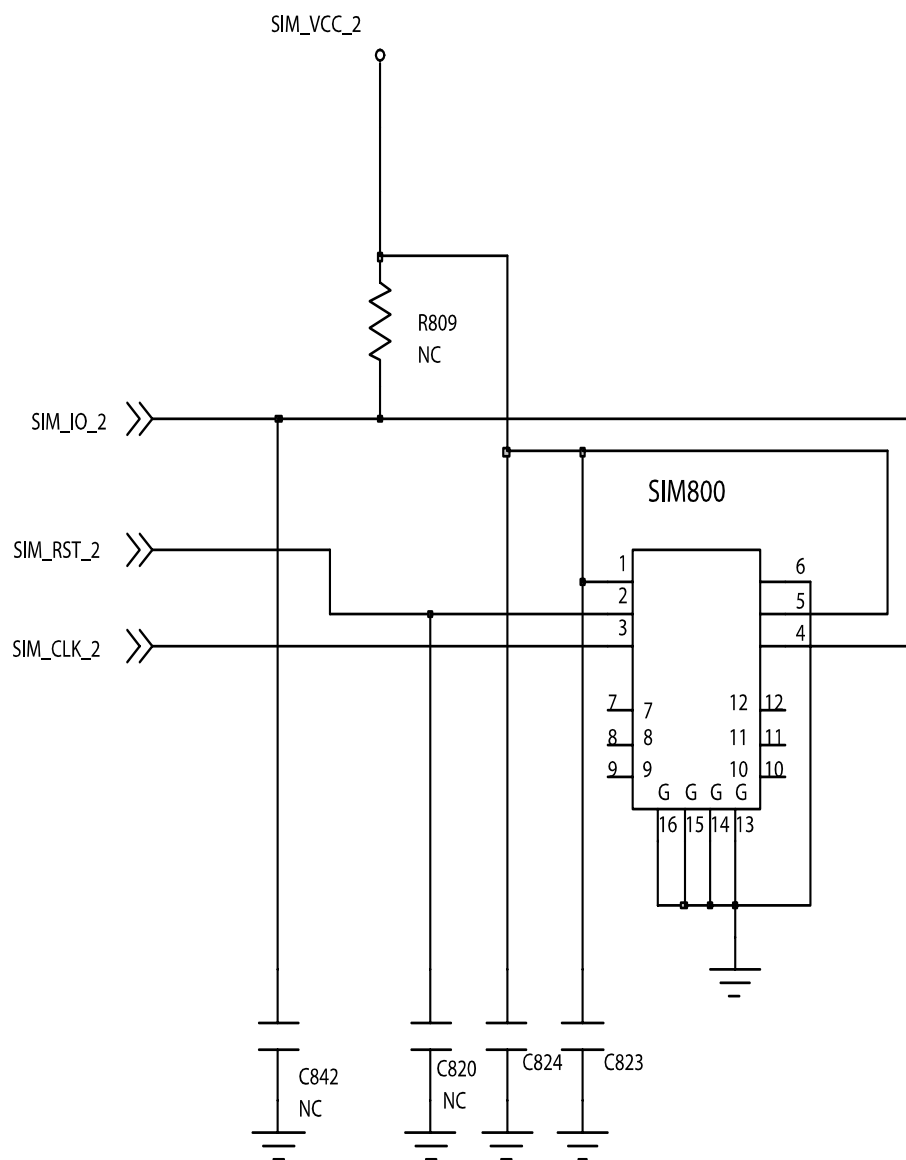 SIM_VCC_2
R809
NC
SIM_IO_2
SIM800
SIM_RST_2
1
6
2
5
SIM_CLK_2
3
4
7 7 12 12
8 8 11 11
9 9 10 10
G G G G
16 15 14 13
C842
NC
C820
NC
C824
C823